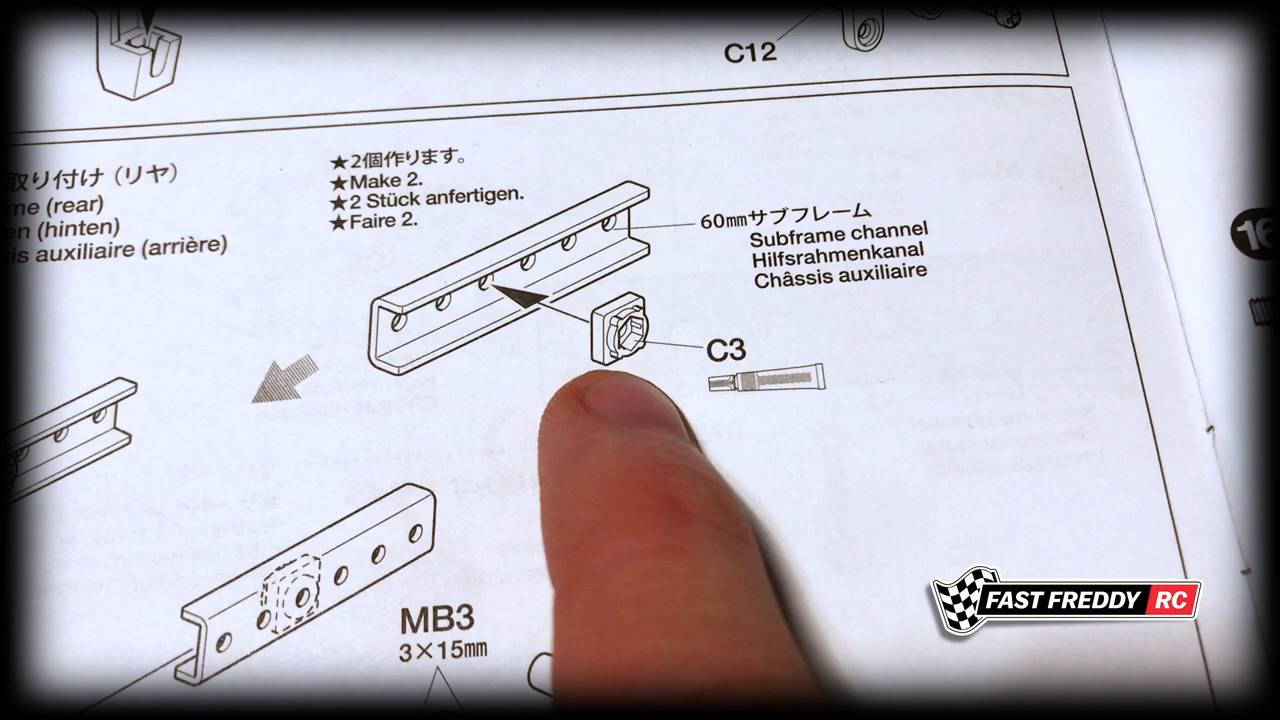 C12
取り付け（リヤ）
me (rear)
en (hinten)
is auxiliaire (arrière)
★2個作ります。
★Make 2.
★2 Stück anfertigen.
★Faire 2.
60mmサブフレーム
Subframe channel
Hilfsrahmenkanal
Châssis auxiliaire
16
C3
MB3
3×15mm
FAST FREDDY RC